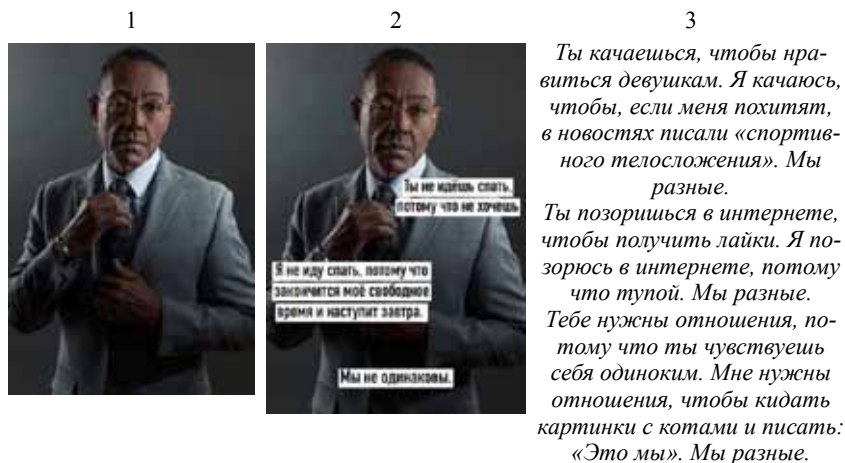 1
2
3
Ты не идёшь спать,
потому что не хочешь
Я не иду спать, потому что
закончится моё свободное
время и наступит завтра.
Мы не одинаковы.
Ты качаешься, чтобы нра-
виться девушкам. Я качаюсь,
чтобы, если меня похитят,
в новостях писали «спортив-
ного телосложения». Мы
разные.
Ты позоришься в интернете,
чтобы получить лайки. Я по-
зорюсь в интернете, потому
что тупой. Мы разные.
Тебе нужны отношения, по-
тому что ты чувствуешь
себя одиноким. Мне нужны
отношения, чтобы кидать
картинки с котами и писать:
«Это мы». Мы разные.